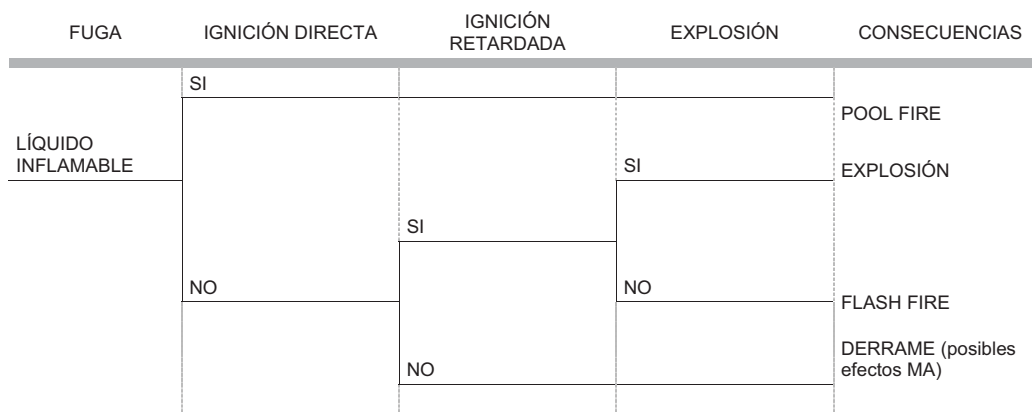 FUGA
IGNICIÓN DIRECTA
IGNICIÓN
RETARDADA
EXPLOSIÓN
CONSECUENCIAS
SI
POOL FIRE
LÍQUIDO
INFLAMABLE
SI
EXPLOSIÓN
SI
NO
NO
FLASH FIRE
DERRAME (posibles
efectos MA)
NO